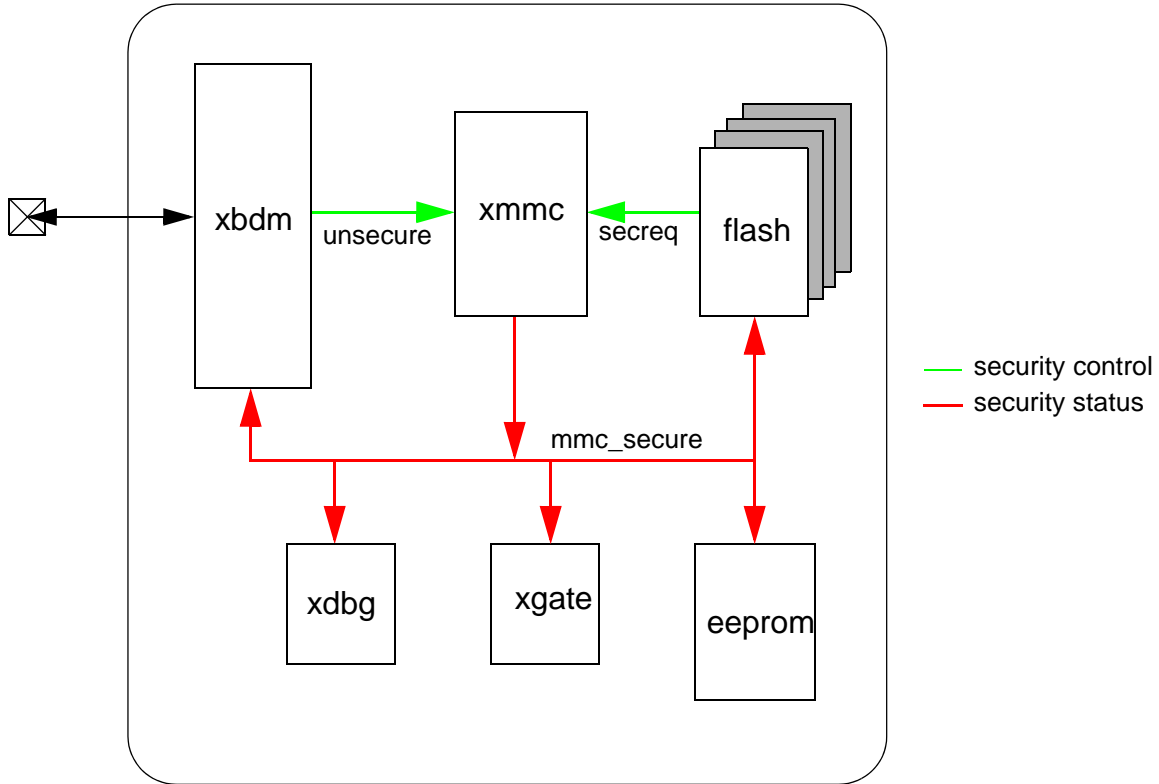 xbdm
xmmc
flash
unsecure
secreq
security control
security status
mmc_secure
xdbg
xgate
eeprom